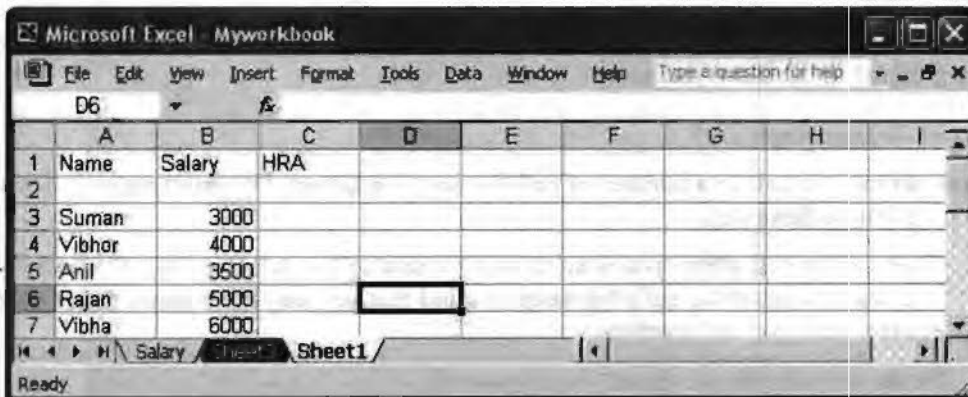 Microsoft Excel - Myworkbook
File Edit View Insert Format Tools Data Window Help Type a question for help
D6 fx
A B C D E F G H I
1 Name Salary HRA
2
3 Suman 3000
4 Vibhor 4000
5 Anil 3500
6 Rajan 5000
7 Vibha 6000
Salary Sheet1
Ready